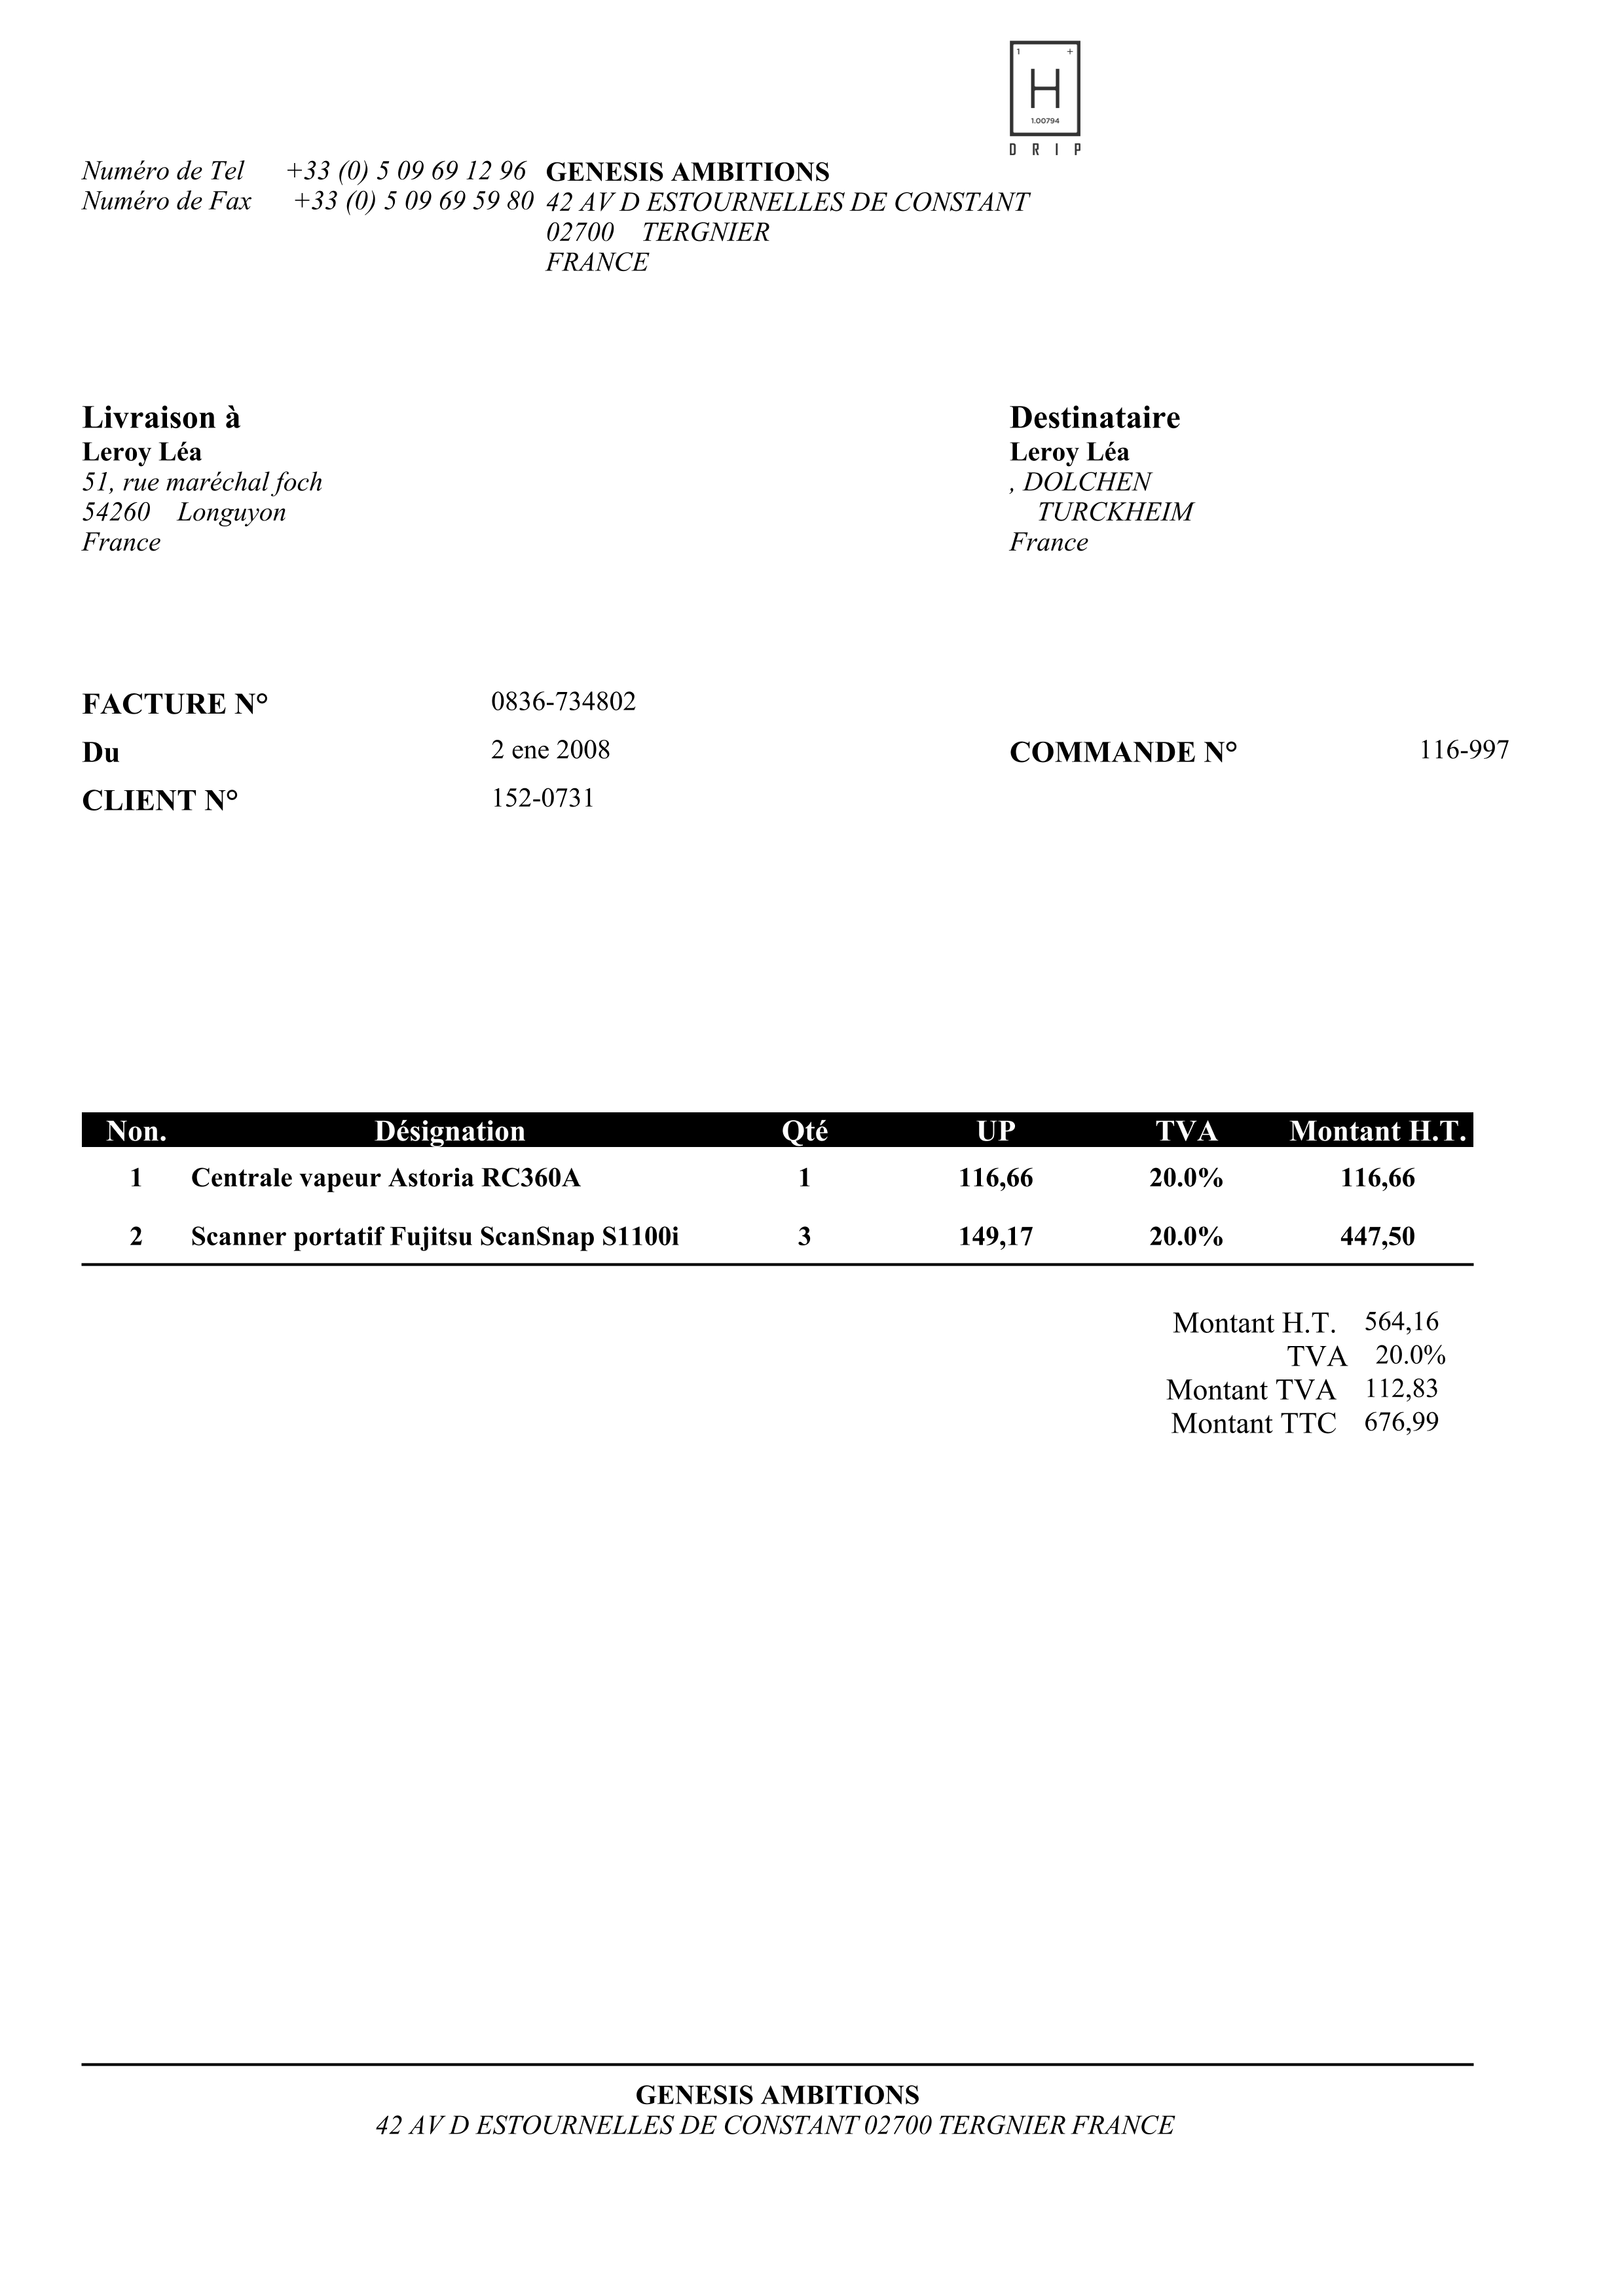 1 +
H
1.00794
DRIP
Numéro de Tel +33 (0) 5 09 69 12 96
Numéro de Fax +33 (0) 5 09 69 59 80
GENESIS AMBITIONS
42 AV D ESTOURNELLES DE CONSTANT
02700 TERGNIER
FRANCE
Livraison à
Leroy Léa
51, rue maréchal foch
54260 Longuyon
France
Destinataire
Leroy Léa
, DOLCHEN
TURCKHEIM
France
FACTURE N° 0836-734802
Du 2 ene 2008 COMMANDE N° 116-997
CLIENT N° 152-0731
Non. Désignation Qté UP TVA Montant H.T.
1 Centrale vapeur Astoria RC360A 1 116,66 20.0% 116,66
2 Scanner portatif Fujitsu ScanSnap S1100i 3 149,17 20.0% 447,50
Montant H.T. 564,16
TVA 20.0%
Montant TVA 112,83
Montant TTC 676,99
GENESIS AMBITIONS
42 AV D ESTOURNELLES DE CONSTANT 02700 TERGNIER FRANCE